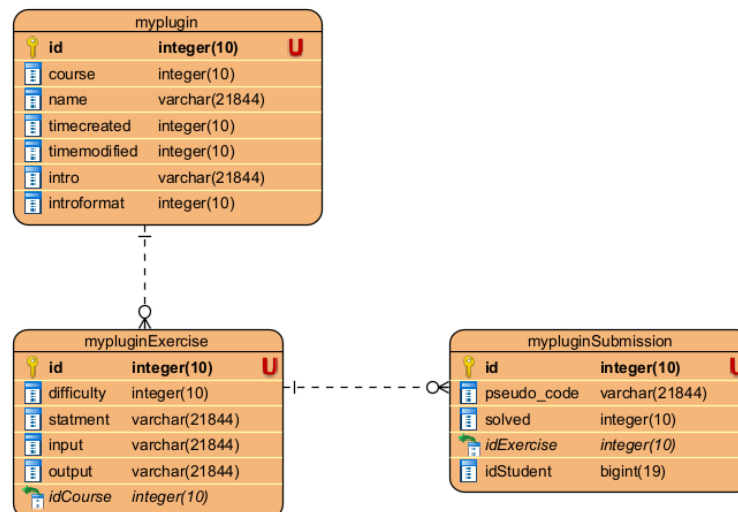 myplugin
id integer(10) U
course integer(10)
name varchar(21844)
timecreated integer(10)
timemodified integer(10)
intro varchar(21844)
introformat integer(10)
mypluginExercise
id integer(10) U
difficulty integer(10)
statment varchar(21844)
input varchar(21844)
output varchar(21844)
idCourse integer(10)
mypluginSubmission
id integer(10) U
pseudo_code varchar(21844)
solved integer(10)
idExercise integer(10)
idStudent bigint(19)